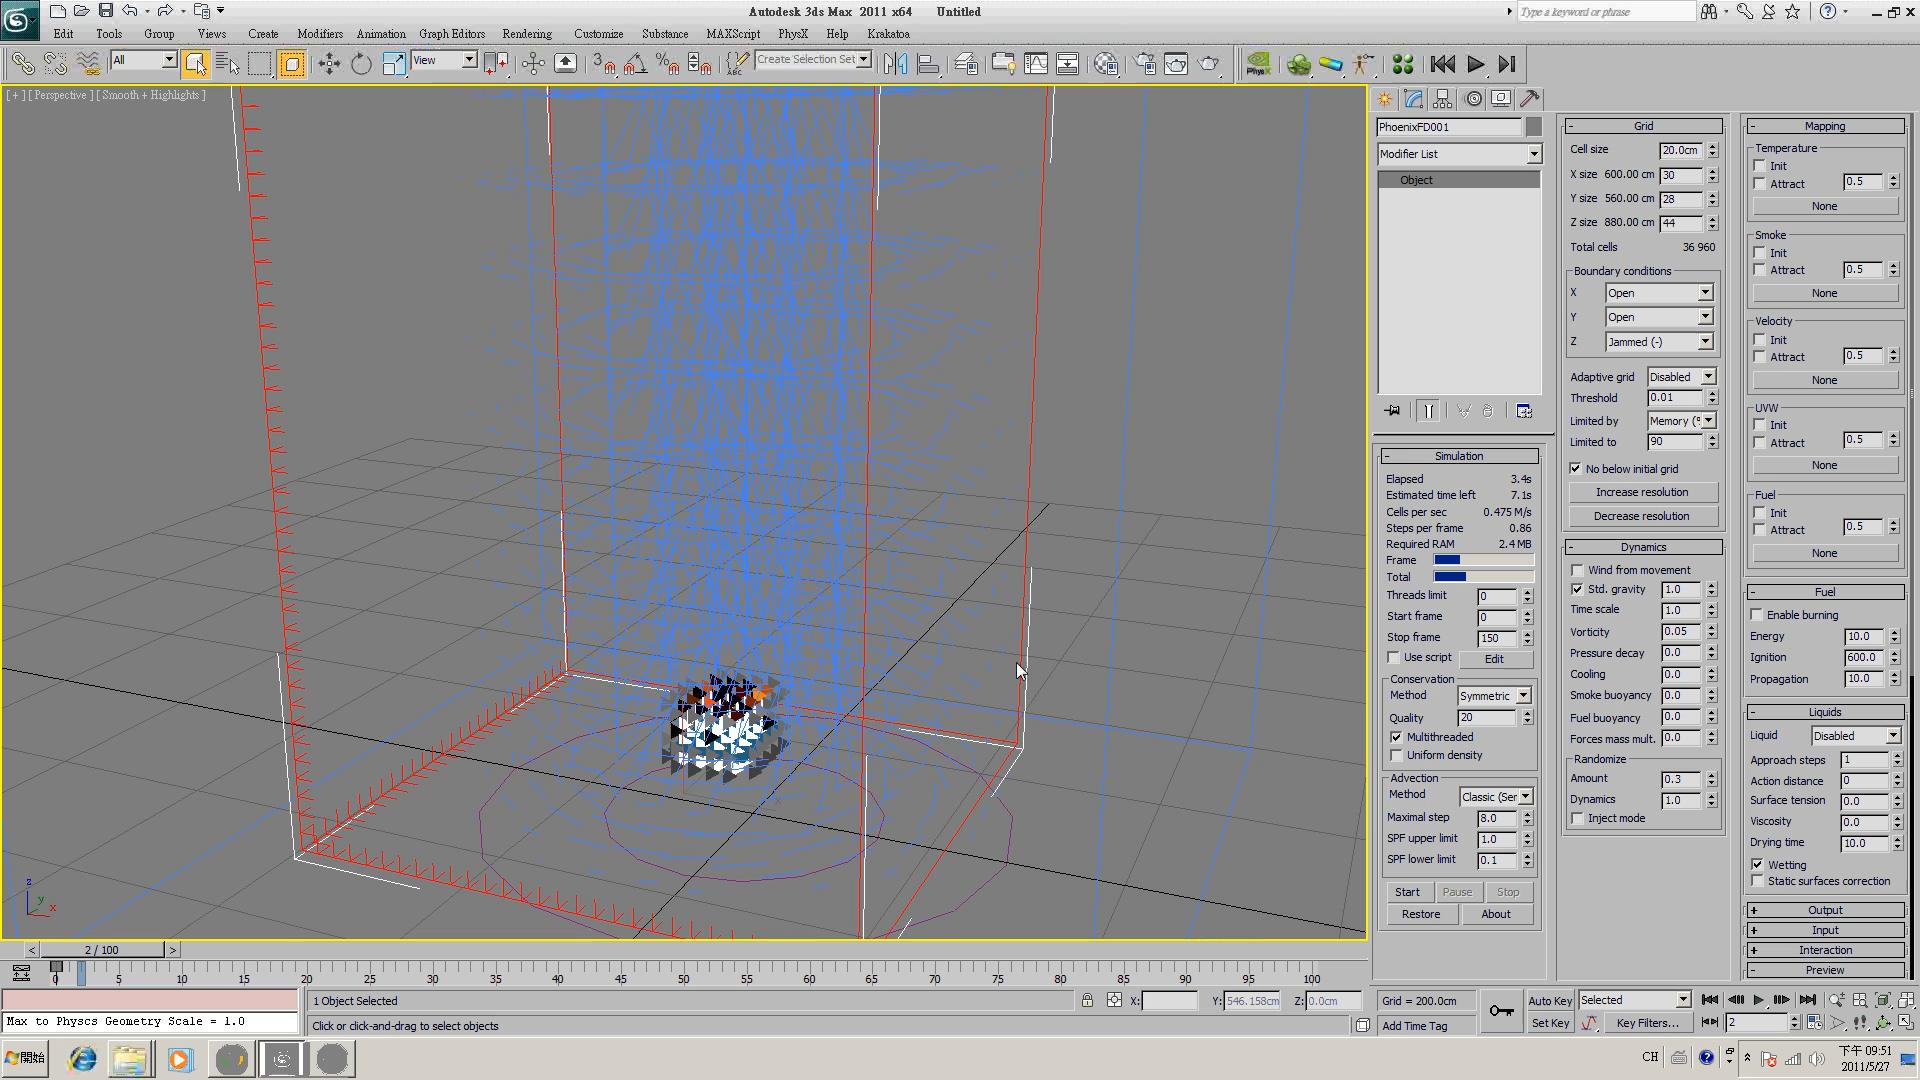 Autodesk 3ds Max 2011 x64 Untitled
Type a keyword or phrase
Edit Tools Group Views Create Modifiers Animation Graph Editors Rendering Customize Substance MAXScript PhysX Help Krakatoa
All
View
Create Selection Set
[ + ] [ Perspective ] [ Smooth + Highlights ]
PhoenixFD001
Modifier List
Object
Simulation
Elapsed 3.4s
Estimated time left 7.1s
Cells per sec 0.475 M/s
Steps per frame 0.86
Required RAM 2.4 MB
Frame
Total
Threads limit 0
Start frame 0
Stop frame 150
Use script Edit
Conservation
Method Symmetric
Quality 20
Multithreaded
Uniform density
Advection
Method Classic (Ser
Maximal step 8.0
SPF upper limit 1.0
SPF lower limit 0.1
Start Pause Stop
Restore About
Grid
Cell size 20.0cm
X size 600.00 cm 30
Y size 560.00 cm 28
Z size 880.00 cm 44
Total cells 36 960
Boundary conditions
X Open
Y Open
Z Jammed (-)
Adaptive grid Disabled
Threshold 0.01
Limited by Memory (
Limited to 90
No below initial grid
Increase resolution
Decrease resolution
Dynamics
Wind from movement
Std. gravity 1.0
Time scale 1.0
Vorticity 0.05
Pressure decay 0.0
Cooling 0.0
Smoke buoyancy 0.0
Fuel buoyancy 0.0
Forces mass mult. 0.0
Randomize
Amount 0.3
Dynamics 1.0
Inject mode
Mapping
Temperature
Init
Attract 0.5
None
Smoke
Init
Attract 0.5
None
Velocity
Init
Attract 0.5
None
UVW
Init
Attract 0.5
None
Fuel
Init
Attract 0.5
None
Fuel
Enable burning
Energy 10.0
Ignition 600.0
Propagation 10.0
Liquids
Liquid Disabled
Approach steps 1
Action distance 0
Surface tension 0.0
Viscosity 0.0
Drying time 10.0
Wetting
Static surfaces correction
Output
Input
Interaction
Preview
2 / 100
0 5 10 15 20 25 30 35 40 45 50 55 60 65 70 75 80 85 90 95 100
1 Object Selected X: Y: 546.158cm Z: 0.0cm Grid = 200.0cm Auto Key Selected
Max to Physcs Geometry Scale = 1.0
Click or click-and-drag to select objects Add Time Tag Set Key Key Filters... 2
開始
CH
下午 09:51
2011/5/27